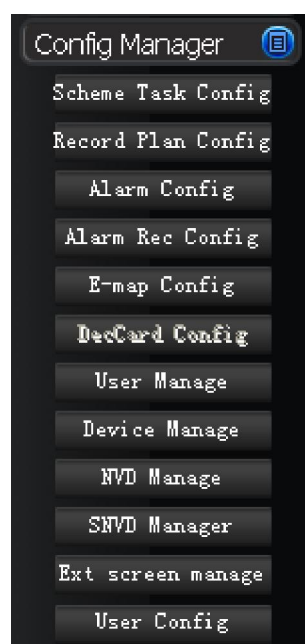 Config Manager
Scheme Task Config
Record Plan Config
Alarm Config
Alarm Rec Config
E-map Config
DecCard Config
User Manage
Device Manage
NVD Manage
SNVD Manager
Ext screen manage
User Config